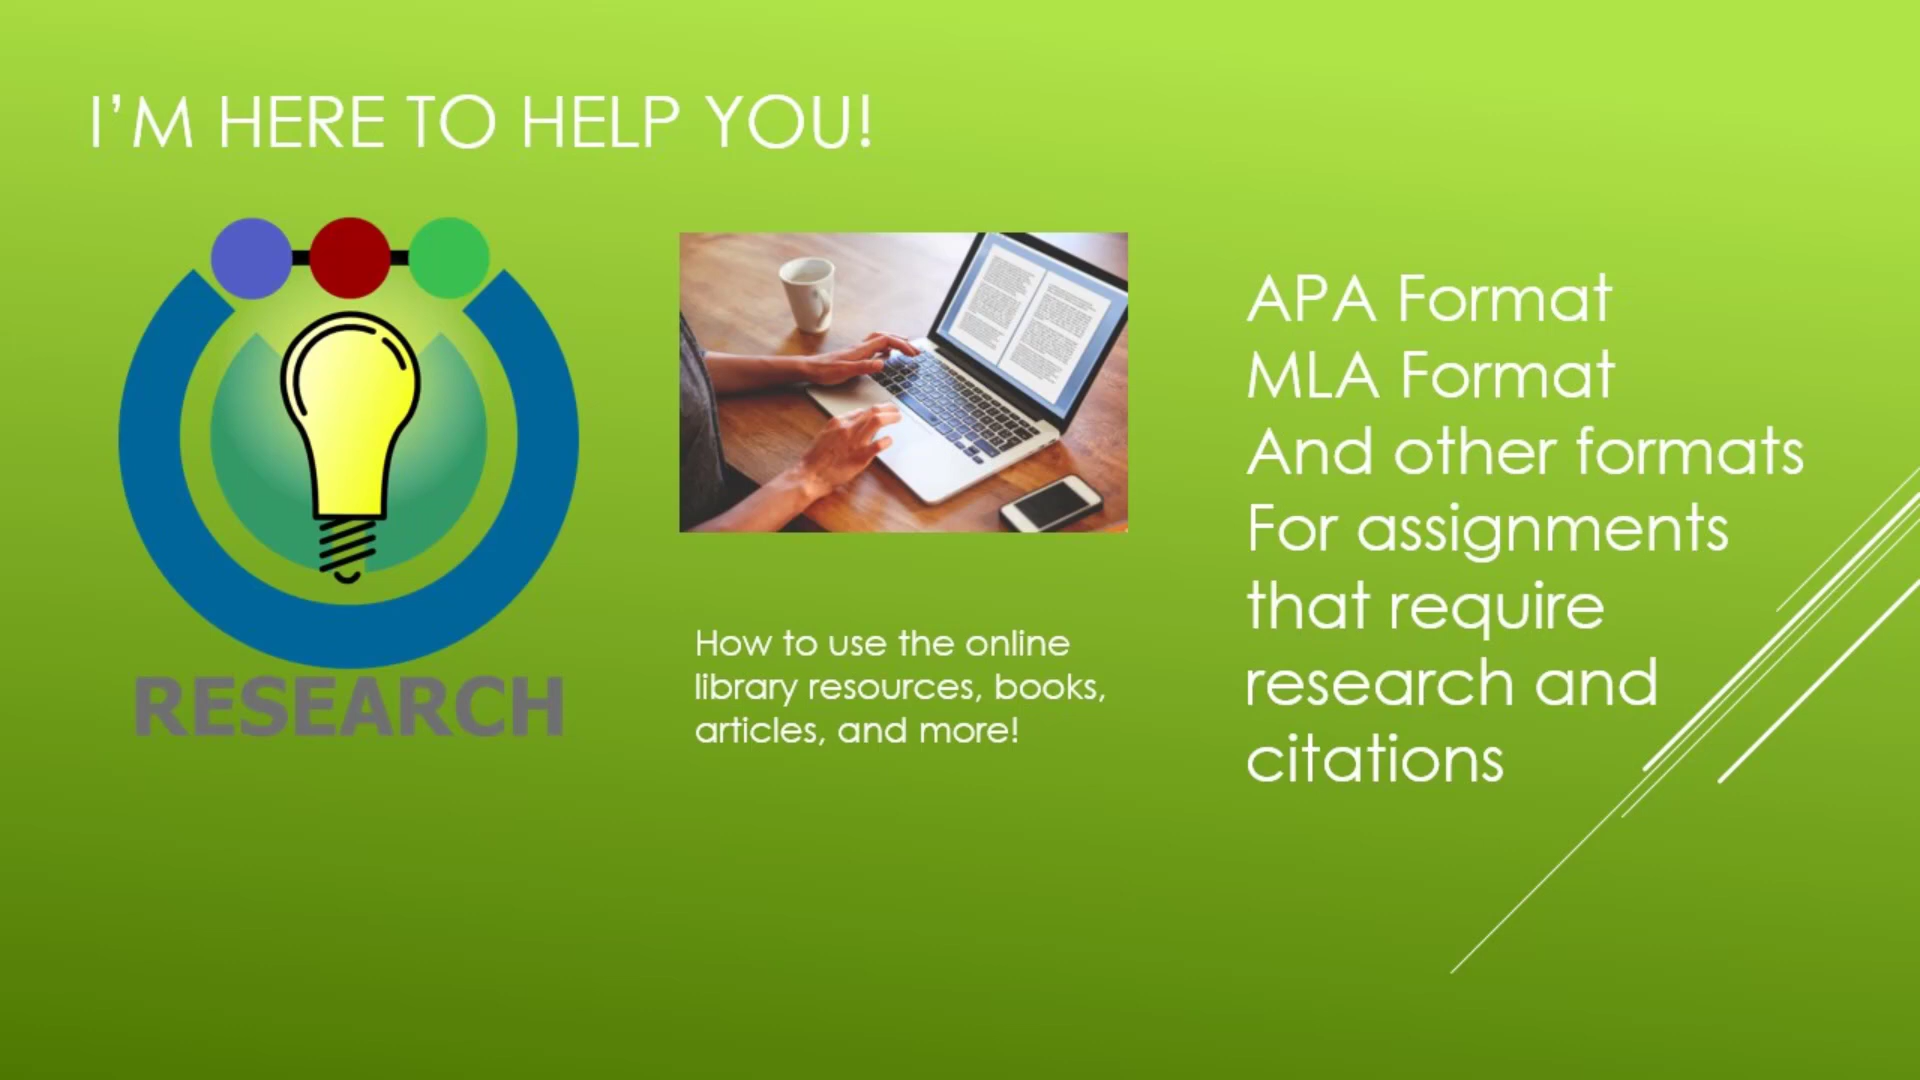 I'M HERE TO HELP YOU!
RESEARCH
How to use the online
library resources, books,
articles, and more!
APA Format
MLA Format
And other formats
For assignments
that require
research and
citations